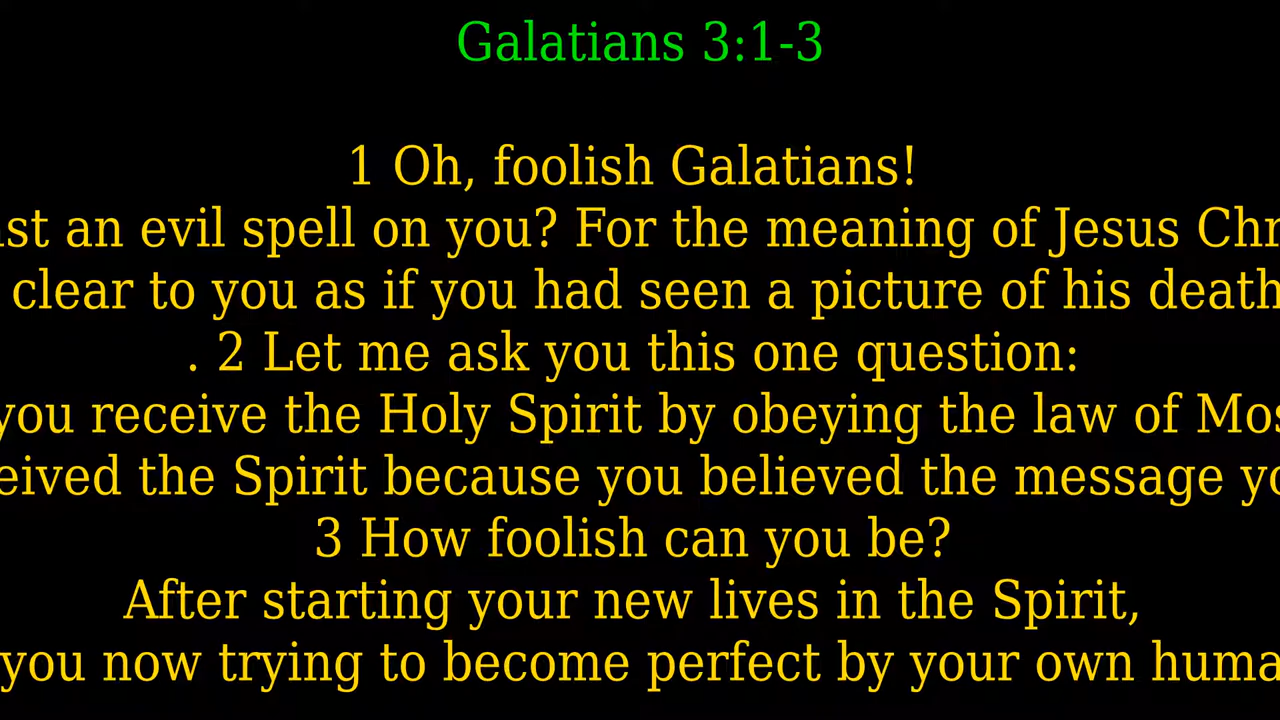 Galatians 3:1-3
1 Oh, foolish Galatians!
st an evil spell on you? For the meaning of Jesus Chr
clear to you as if you had seen a picture of his death
. 2 Let me ask you this one question:
you receive the Holy Spirit by obeying the law of Mos
eived the Spirit because you believed the message yo
3 How foolish can you be?
After starting your new lives in the Spirit,
you now trying to become perfect by your own huma